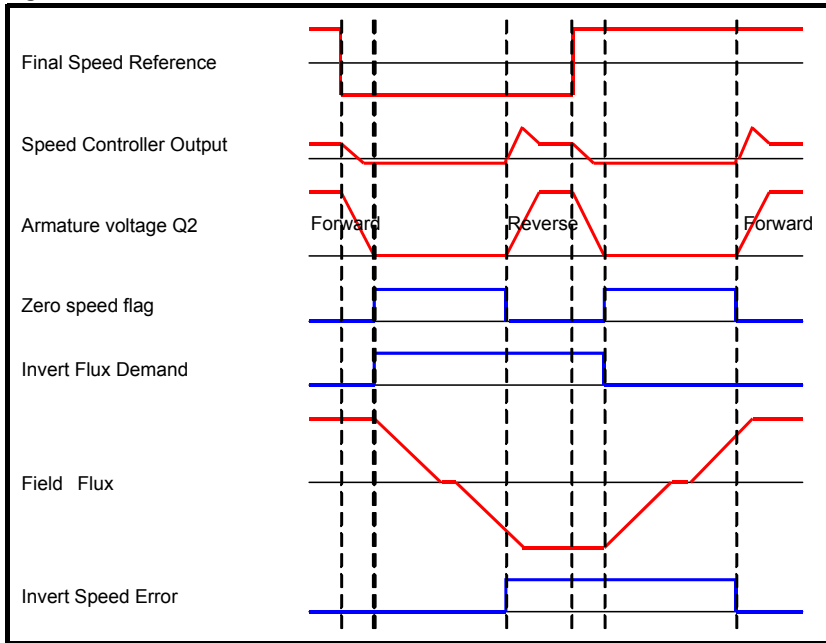 Final Speed Reference
Speed Controller Output
Armature voltage Q2
Forward
Reverse
Forward
Zero speed flag
Invert Flux Demand
Field Flux
Invert Speed Error